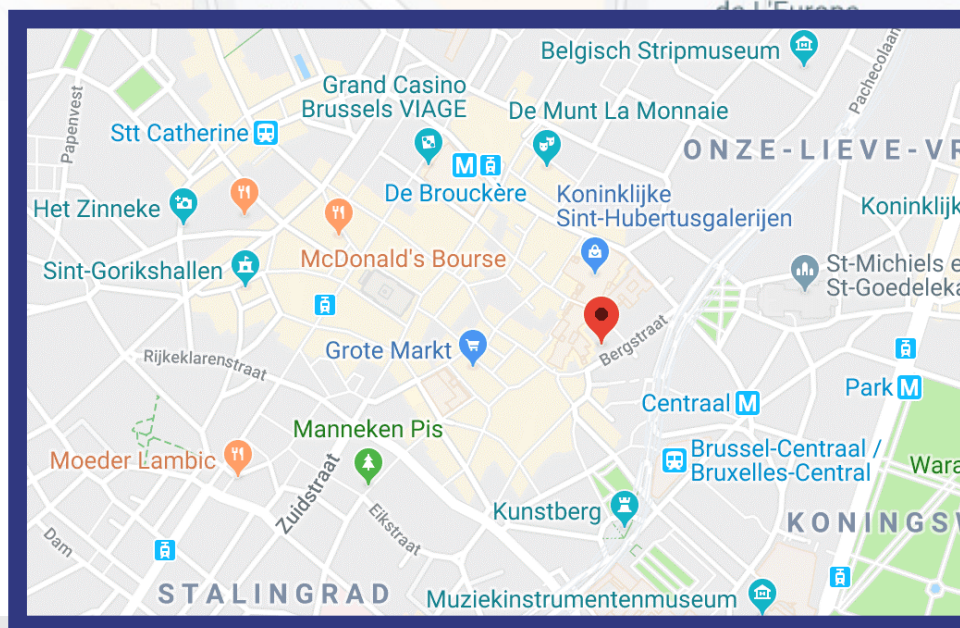 de L'Europe
Belgisch Stripmuseum
Pachecolaan
Grand Casino
Brussels VIAGE
De Munt La Monnaie
Papenvest
Stt Catherine
M
ONZE-LIEVE-VR
De Brouckère
Koninklijke
Sint-Hubertusgalerijen
Het Zinneke
Koninklijk
McDonald's Bourse
Sint-Gorikshallen
St-Michiels e
St-Goedeleka
Bergstraat
Grote Markt
Rijkeklarenstraat
Park M
Centraal M
Manneken Pis
Brussel-Centraal /
Bruxelles-Central
Moeder Lambic
Wara
Zuidstraat
Kunstberg
Eikstraat
KONINGSW
Dam
STALINGRAD
Muziekinstrumentenmuseum